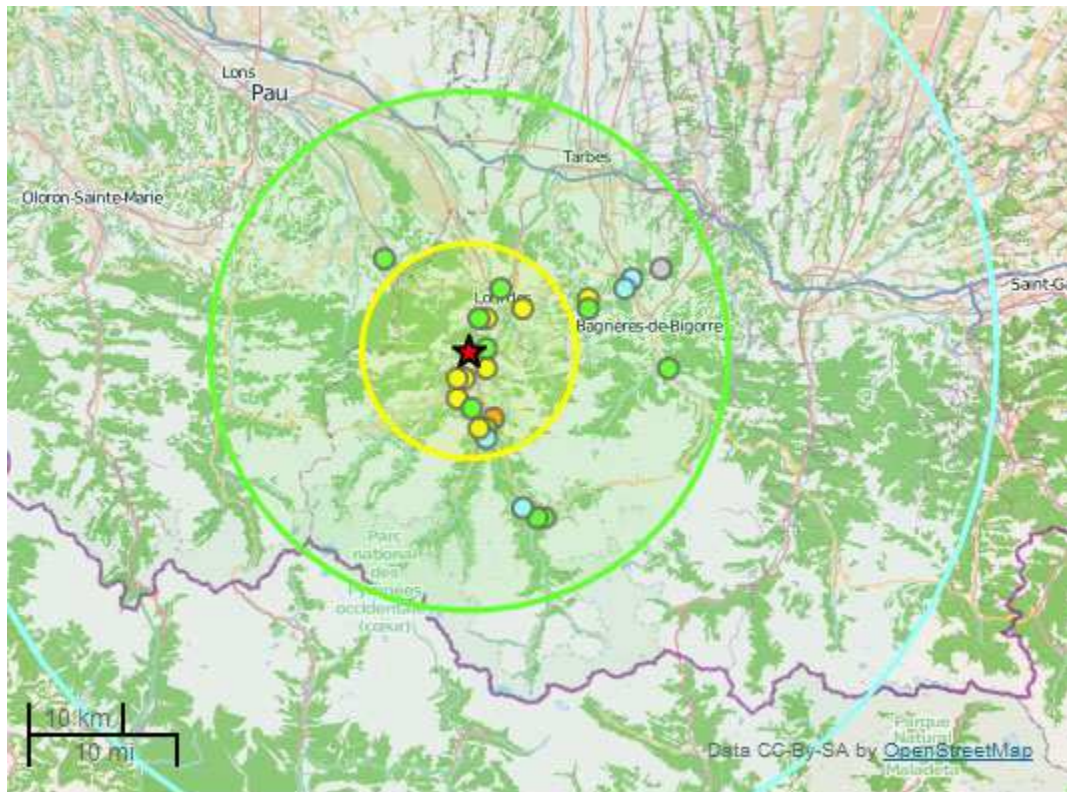 Lons
Pau
Tarbes
Oloron-Sainte-Marie
Saint-Ga
Lourdes
Bagnères-de-Bigorre
Parc
national
des
Pyrénées
occidentales
(cœur)
10 km
10 mi
Parque
Natural
Maladeta
Data CC-By-SA by OpenStreetMap